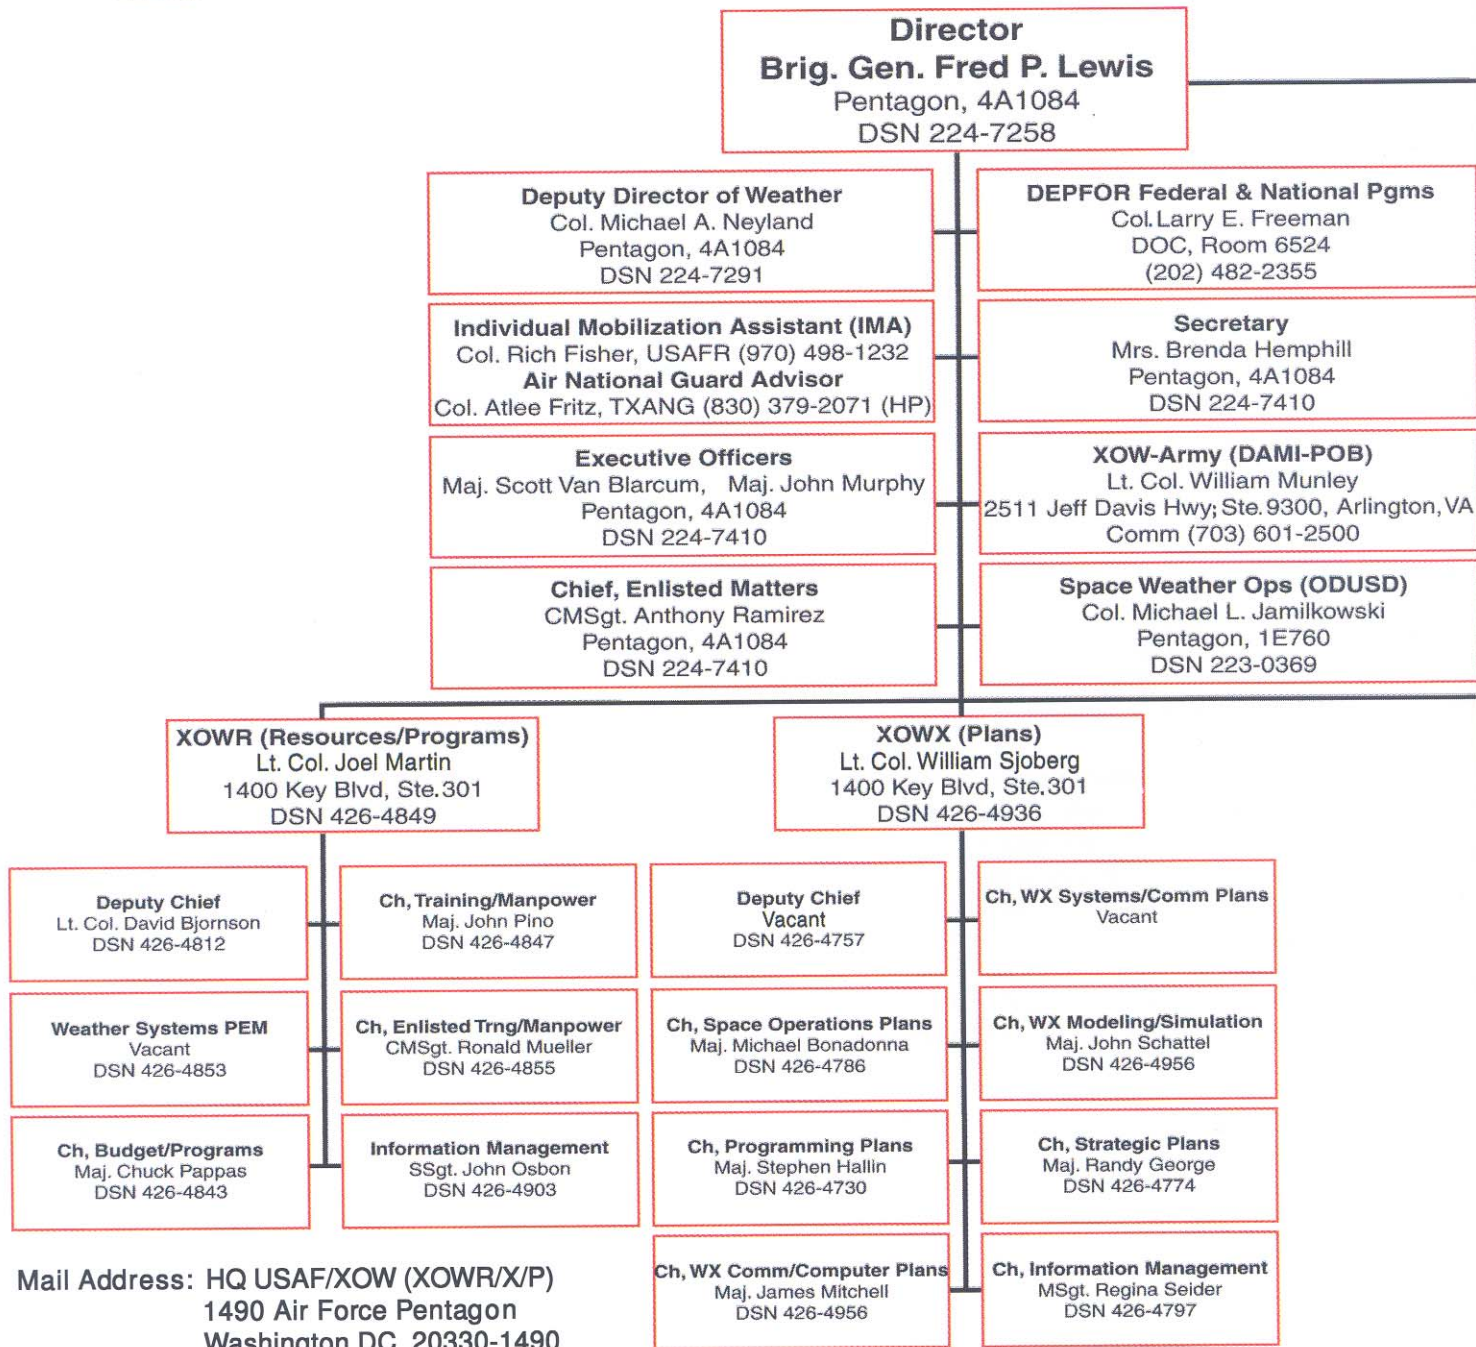 Director
Brig. Gen. Fred P. Lewis
Pentagon, 4A1084
DSN 224-7258
Deputy Director of Weather
Col. Michael A. Neyland
Pentagon, 4A1084
DSN 224-7291
DEPFOR Federal & National Pgms
Col. Larry E. Freeman
DOC, Room 6524
(202) 482-2355
Individual Mobilization Assistant (IMA)
Col. Rich Fisher, USAFR (970) 498-1232
Air National Guard Advisor
Col. Atlee Fritz, TXANG (830) 379-2071 (HP)
Secretary
Mrs. Brenda Hemphill
Pentagon, 4A1084
DSN 224-7410
Executive Officers
Maj. Scott Van Blarcum, Maj. John Murphy
Pentagon, 4A1084
DSN 224-7410
XOW-Army (DAMI-POB)
Lt. Col. William Munley
2511 Jeff Davis Hwy; Ste. 9300, Arlington, VA
Comm (703) 601-2500
Chief, Enlisted Matters
CMSgt. Anthony Ramirez
Pentagon, 4A1084
DSN 224-7410
Space Weather Ops (ODUSD)
Col. Michael L. Jamilkowski
Pentagon, 1E760
DSN 223-0369
XOWR (Resources/Programs)
Lt. Col. Joel Martin
1400 Key Blvd, Ste. 301
DSN 426-4849
XOWX (Plans)
Lt. Col. William Sjoberg
1400 Key Blvd, Ste. 301
DSN 426-4936
Deputy Chief
Lt. Col. David Bjornson
DSN 426-4812
Ch, Training/Manpower
Maj. John Pino
DSN 426-4847
Deputy Chief
Vacant
DSN 426-4757
Ch, WX Systems/Comm Plans
Vacant
Weather Systems PEM
Vacant
DSN 426-4853
Ch, Enlisted Trng/Manpower
CMSgt. Ronald Mueller
DSN 426-4855
Ch, Space Operations Plans
Maj. Michael Bonadonna
DSN 426-4786
Ch, WX Modeling/Simulation
Maj. John Schattel
DSN 426-4956
Ch, Budget/Programs
Maj. Chuck Pappas
DSN 426-4843
Information Management
SSgt. John Osbon
DSN 426-4903
Ch, Programming Plans
Maj. Stephen Hallin
DSN 426-4730
Ch, Strategic Plans
Maj. Randy George
DSN 426-4774
Ch, WX Comm/Computer Plans
Maj. James Mitchell
DSN 426-4956
Ch, Information Management
MSgt. Regina Seider
DSN 426-4797
Mail Address: HQ USAF/XOW (XOWR/X/P)
1490 Air Force Pentagon
Washington DC 20330-1490